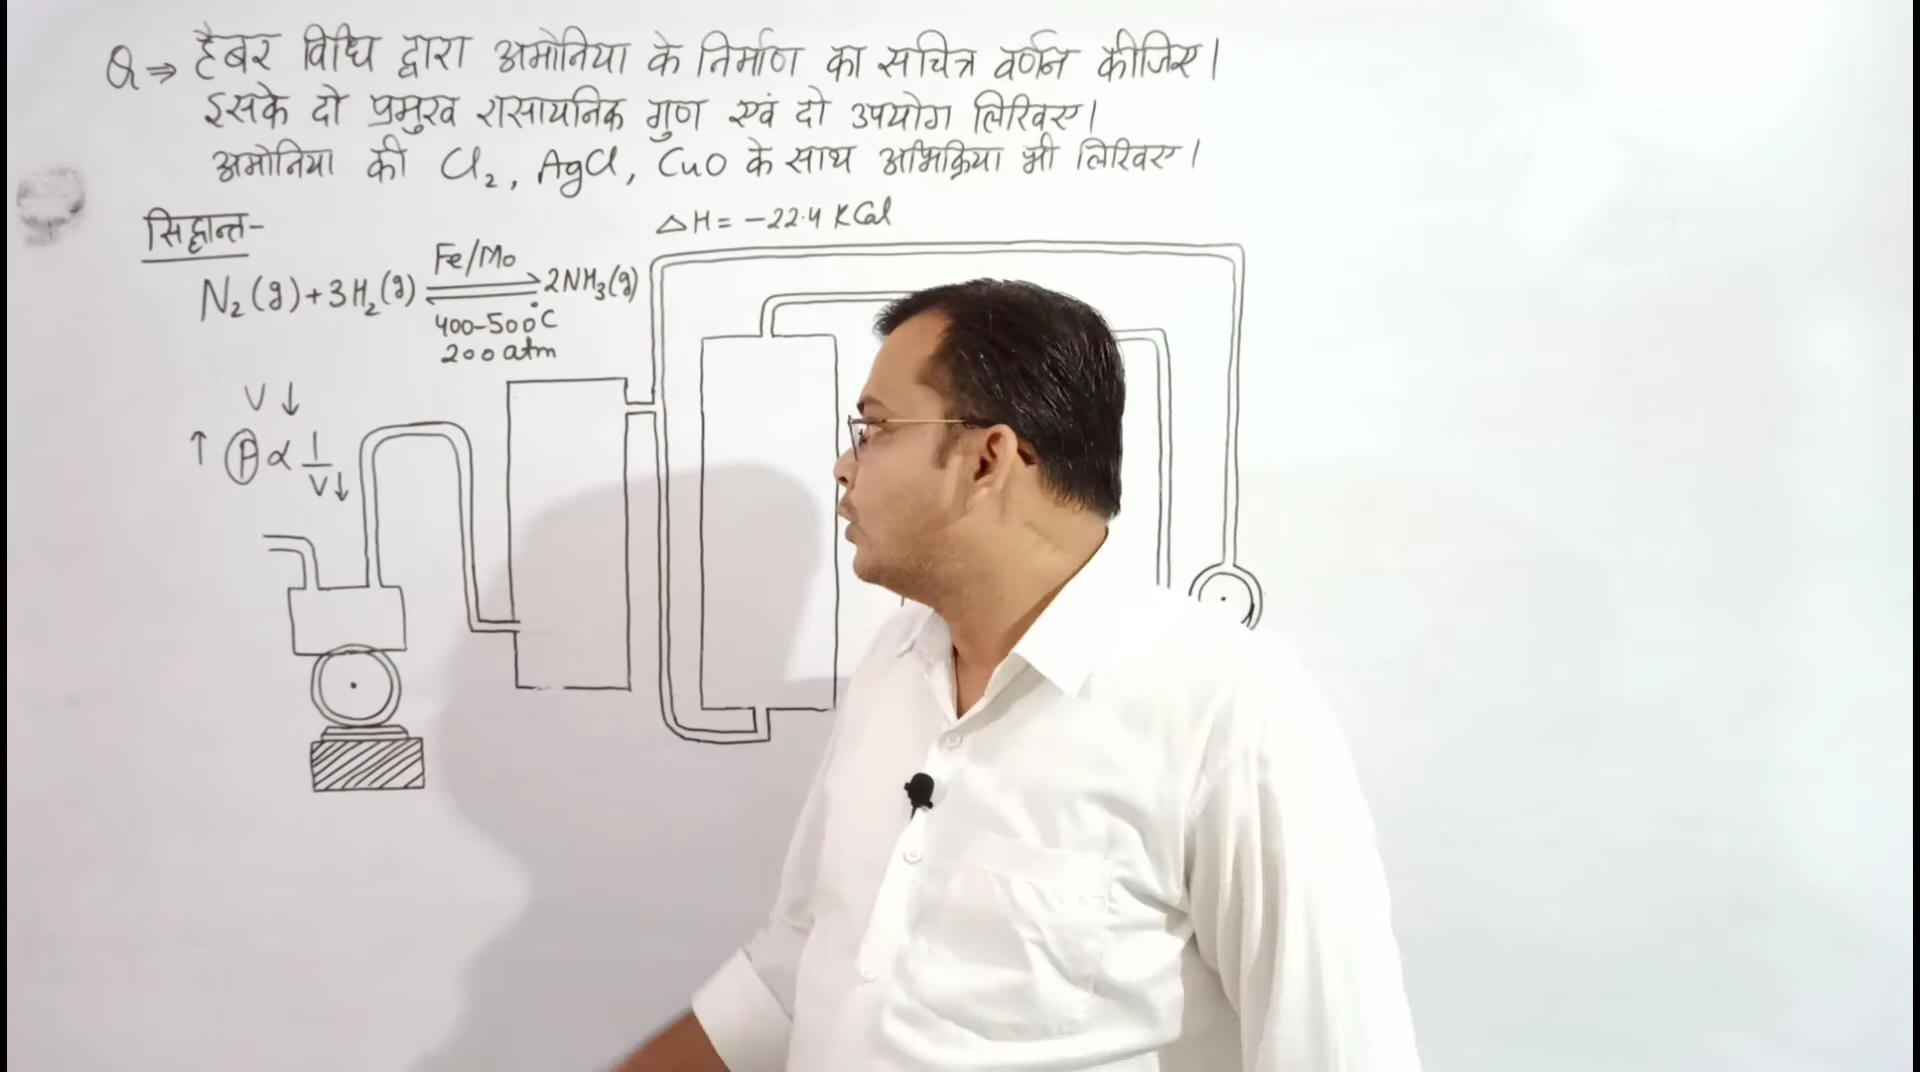 Q ⇒ हैबर विधि द्वारा अमोनिया के निर्माण का सचित्र वर्णन कीजिए।
इसके दो प्रमुख रासायनिक गुण एवं दो उपयोग लिखिए।
अमोनिया की Cl₂, AgCl, CuO के साथ अभिक्रिया भी लिखिए।
सिद्धान्त-
ΔH = -22.4 KCal
Fe/Mo
N₂(g)+3H₂(g) ⇌ 2NH₃(g)
400-500°C
200 atm
V ↓
↑ P ∝ 1/V ↓